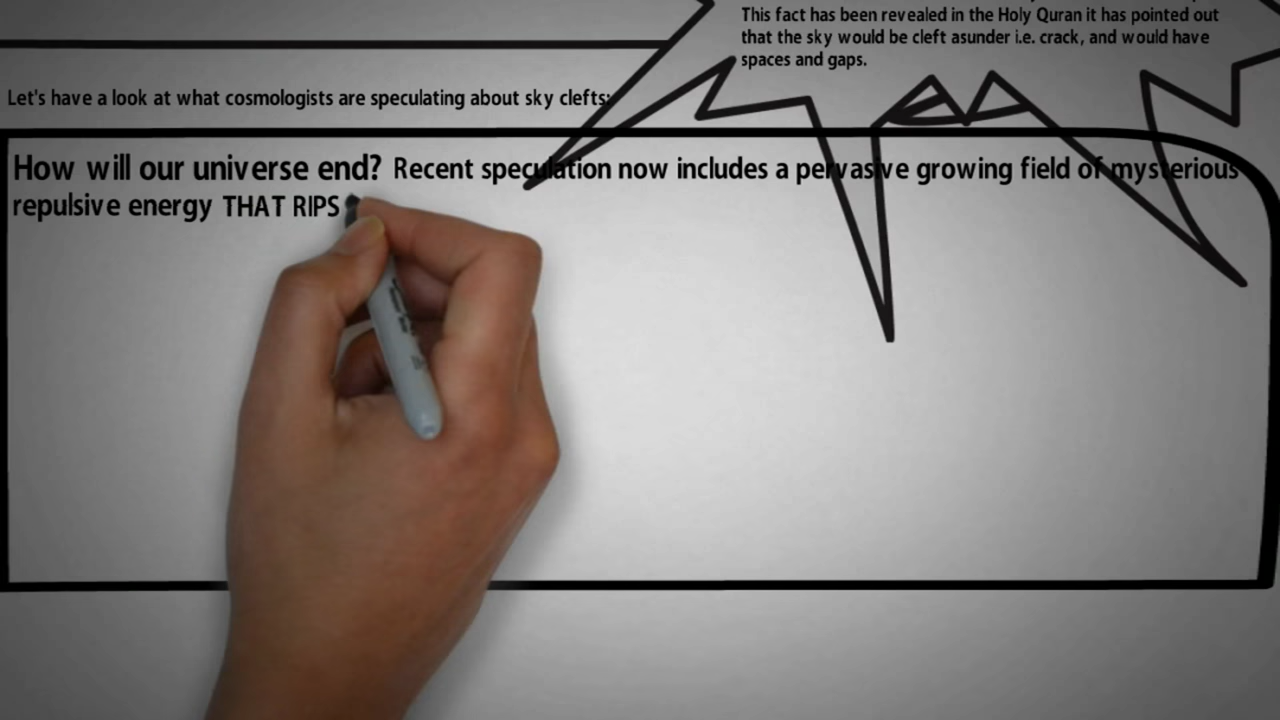 This fact has been revealed in the Holy Quran it has pointed out
that the sky would be cleft asunder i.e. crack, and would have
spaces and gaps.
Let's have a look at what cosmologists are speculating about sky clefts:
How will our universe end? Recent speculation now includes a pervasive growing field of mysterious
repulsive energy THAT RIPS